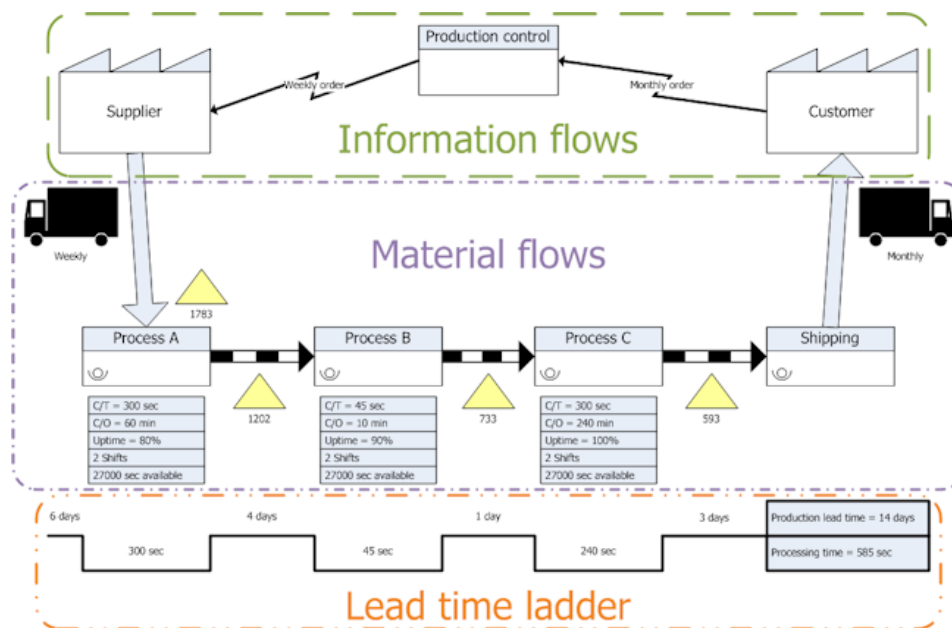 Production control
Supplier
Weekly order
Monthly order
Customer
Information flows
Weekly
Material flows
Monthly
1783
Process A
Process B
Process C
Shipping
1202
733
593
C/T = 300 sec
C/O = 60 min
Uptime = 80%
2 Shifts
27000 sec available
C/T = 45 sec
C/O = 10 min
Uptime = 90%
2 Shifts
27000 sec available
C/T = 300 sec
C/O = 240 min
Uptime = 100%
2 Shifts
27000 sec available
6 days
4 days
1 day
3 days
Production lead time = 14 days
300 sec
45 sec
240 sec
Processing time = 585 sec
Lead time ladder